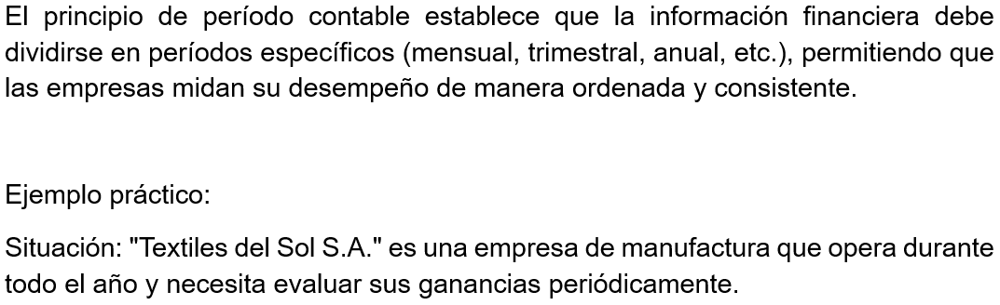 El principio de período contable establece que la información financiera debe
dividirse en períodos específicos (mensual, trimestral, anual, etc.), permitiendo que
las empresas midan su desempeño de manera ordenada y consistente.
Ejemplo práctico:
Situación: "Textiles del Sol S.A." es una empresa de manufactura que opera durante
todo el año y necesita evaluar sus ganancias periódicamente.